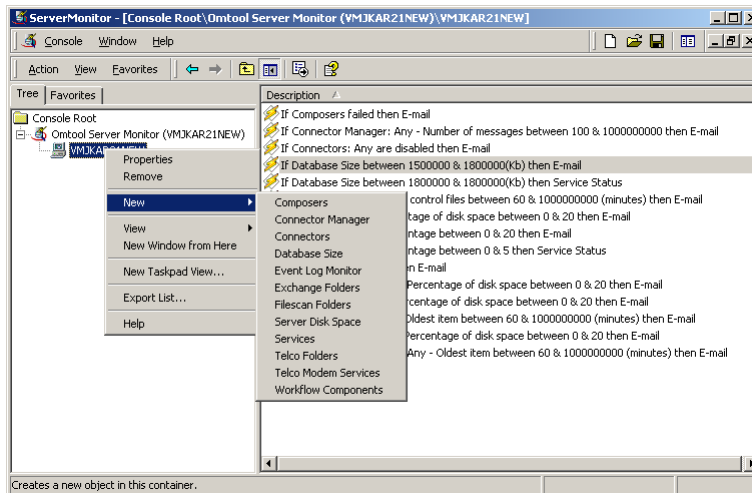 ServerMonitor - [Console Root\Omtool Server Monitor (VMJKAR21NEW)\VMJKAR21NEW]
Console Window Help
Action View Favorites
Tree Favorites
Description
Console Root
Omtool Server Monitor (VMJKAR21NEW)
Properties
Remove
New
View
New Window from Here
New Taskpad View...
Export List...
Help
Composers
Connector Manager
Connectors
Database Size
Event Log Monitor
Exchange Folders
Filescan Folders
Server Disk Space
Services
Telco Folders
Telco Modem Services
Workflow Components
If Composers failed then E-mail
If Connector Manager: Any - Number of messages between 100 & 1000000000 then E-mail
If Connectors: Any are disabled then E-mail
If Database Size between 1500000 & 1800000(Kb) then E-mail
If Database Size between 1800000 & 1800000(Kb) then Service Status
control files between 60 & 1000000000 (minutes) then E-mail
tage of disk space between 0 & 20 then E-mail
ntage between 0 & 20 then E-mail
ntage between 0 & 5 then Service Status
n E-mail
Percentage of disk space between 0 & 20 then E-mail
rcentage of disk space between 0 & 20 then E-mail
Oldest item between 60 & 1000000000 (minutes) then E-mail
Percentage of disk space between 0 & 20 then E-mail
Any - Oldest item between 60 & 1000000000 (minutes) then E-mail
Creates a new object in this container.